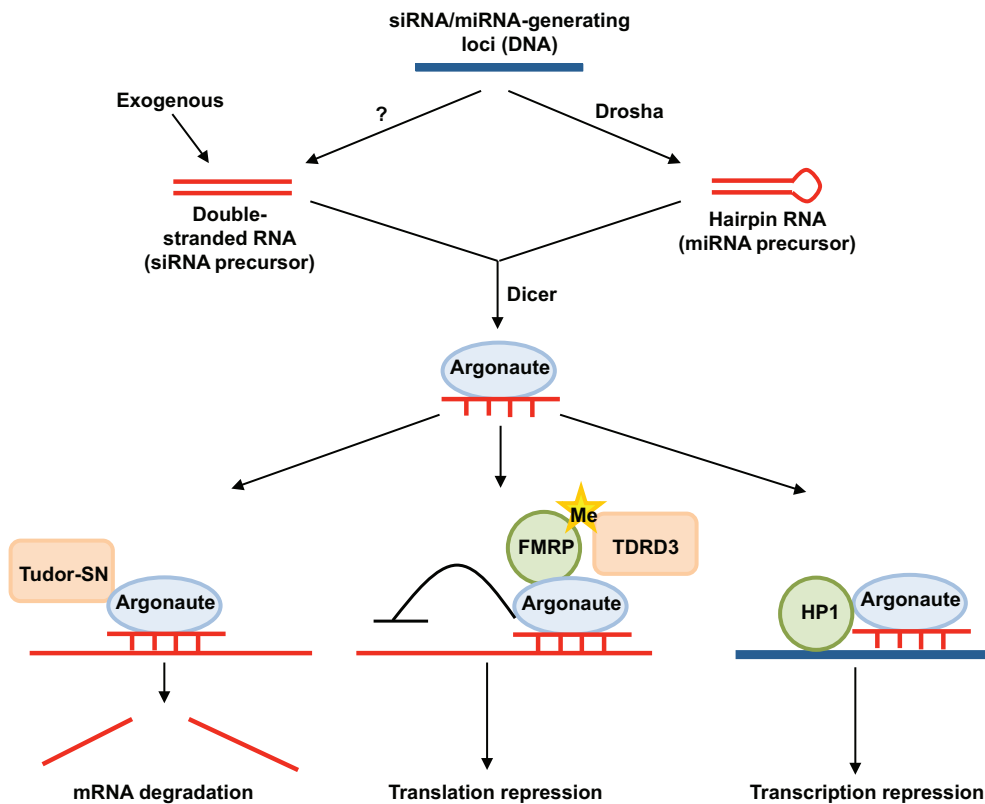 siRNA/miRNA-generating
loci (DNA)
Exogenous
?
Drosha
Double-
stranded RNA
(siRNA precursor)
Hairpin RNA
(miRNA precursor)
Dicer
Argonaute
Me
FMRP
TDRD3
Tudor-SN
Argonaute
Argonaute
HP1
Argonaute
mRNA degradation
Translation repression
Transcription repression